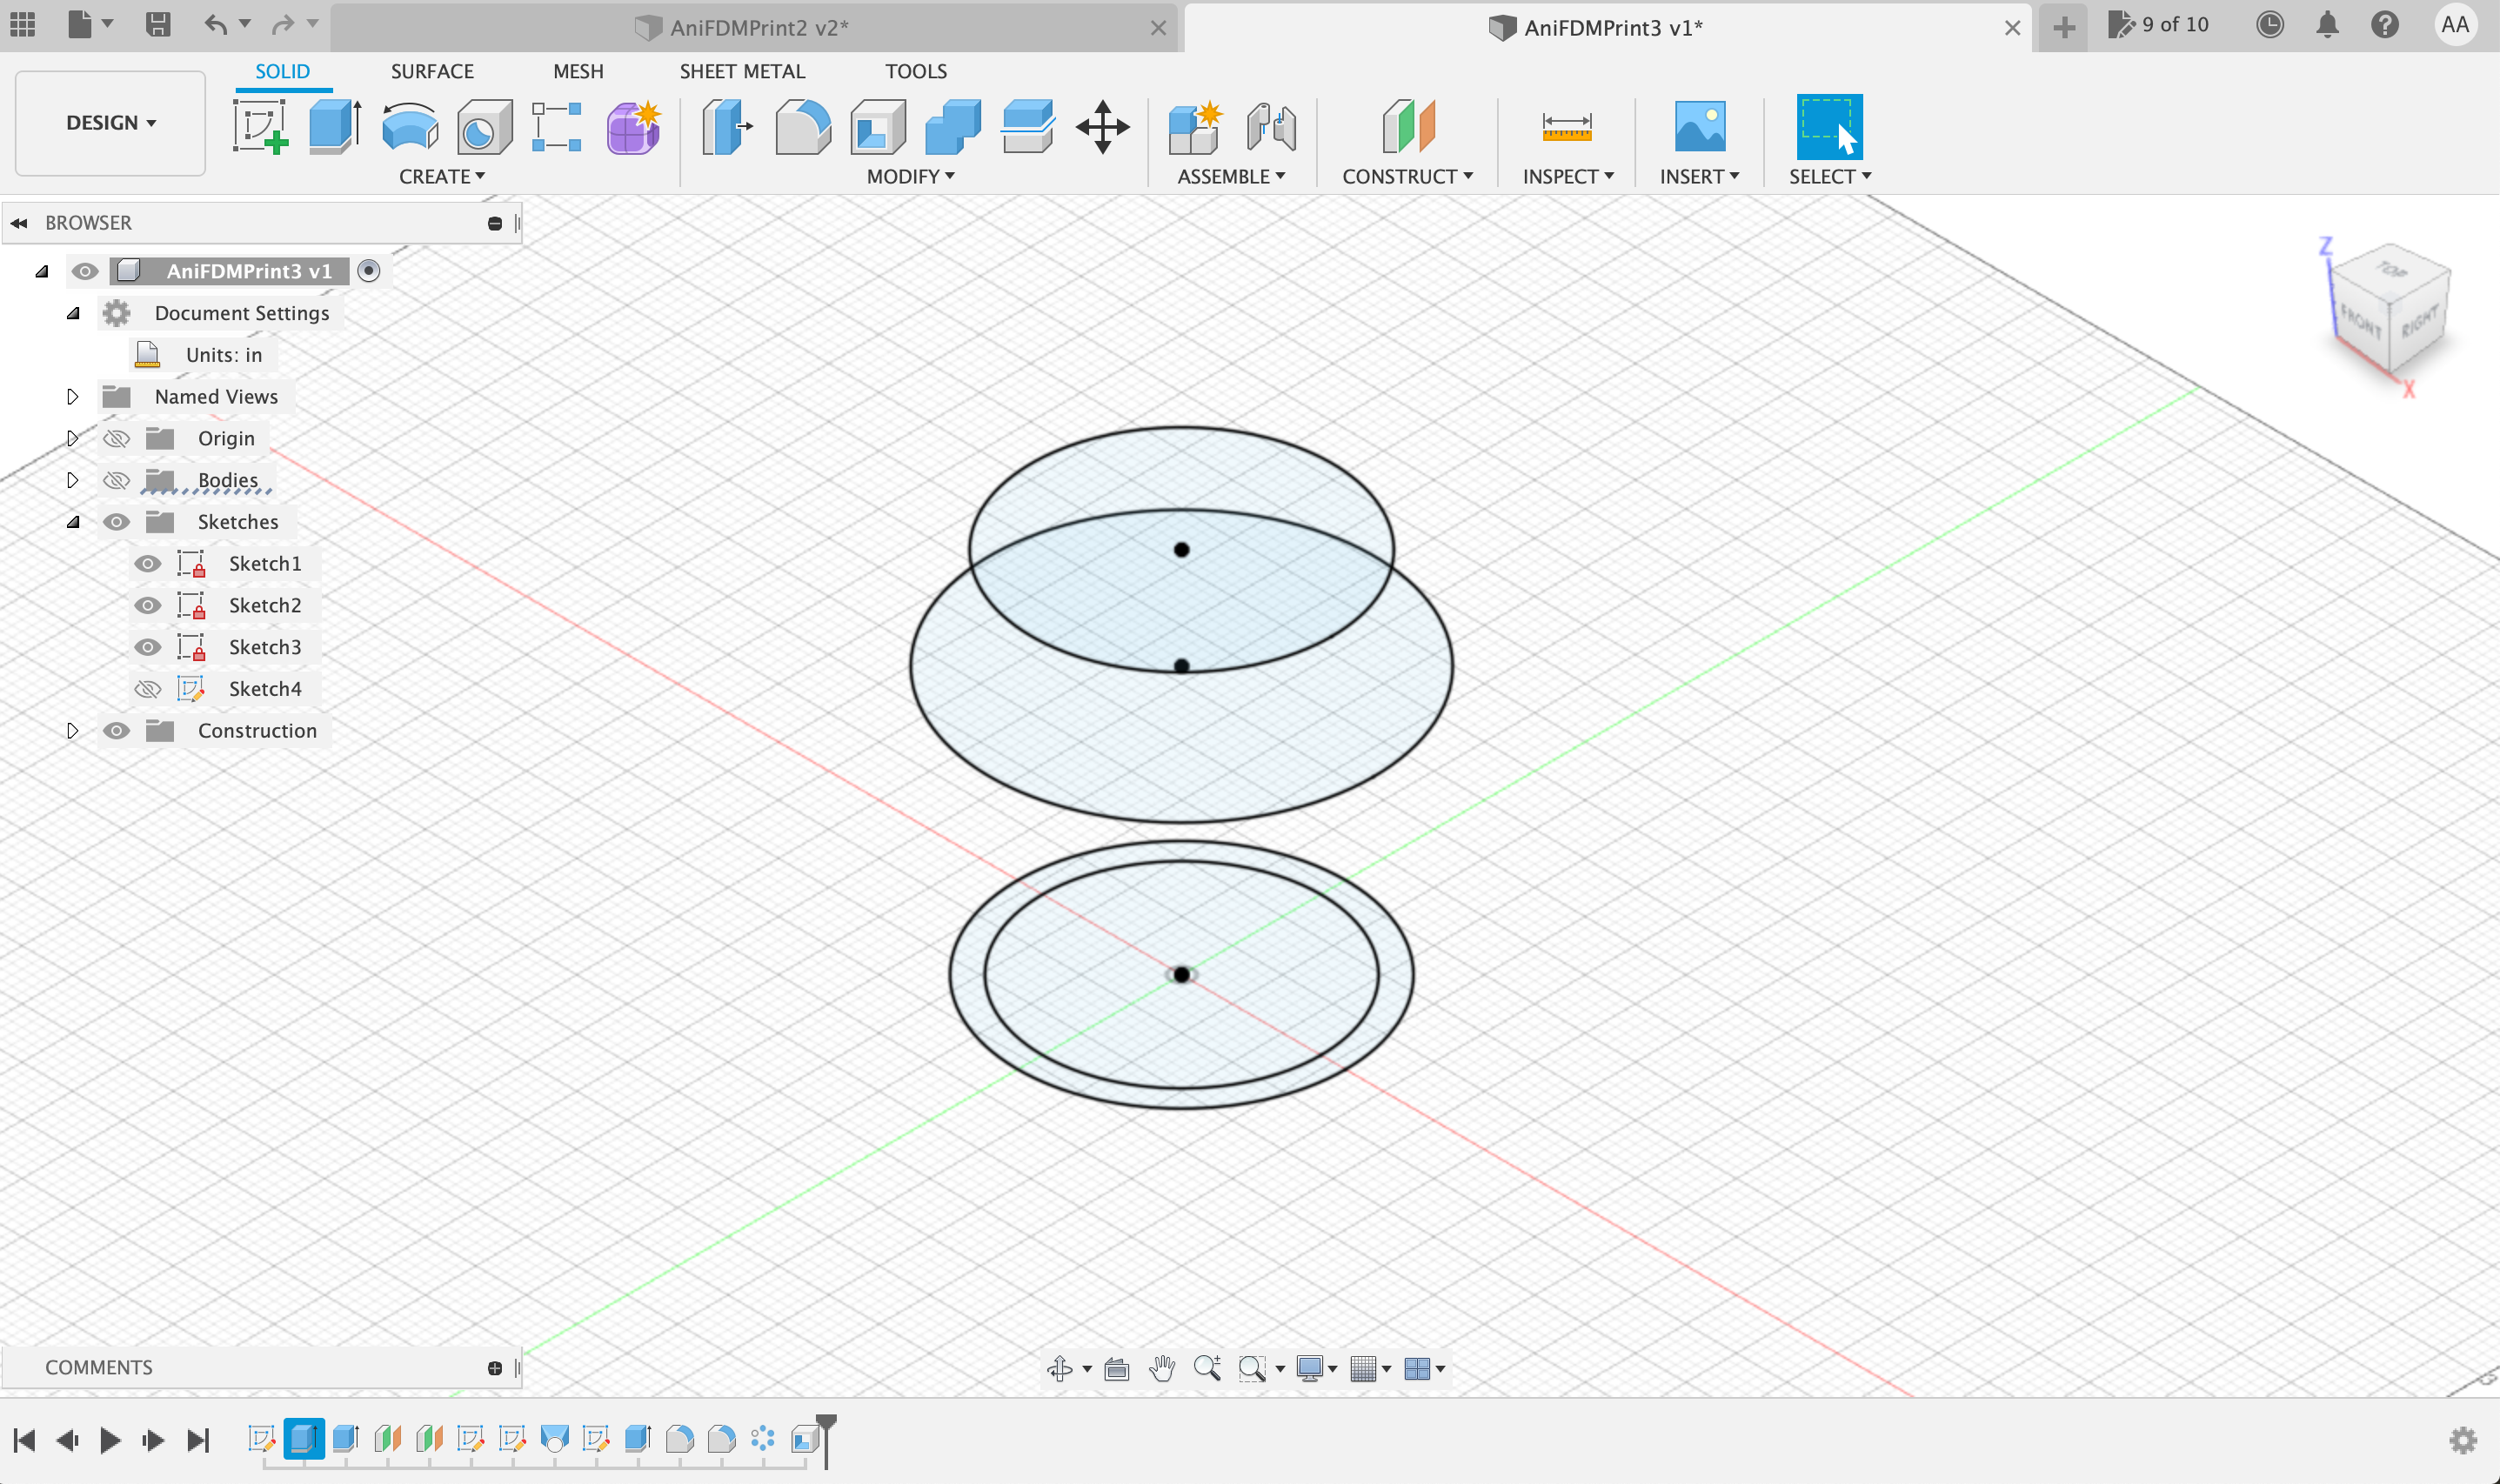 AniFDMPrint2 v2*
AniFDMPrint3 v1*
9 of 10
AA
DESIGN
SOLID
SURFACE
MESH
SHEET METAL
TOOLS
CREATE
MODIFY
ASSEMBLE
CONSTRUCT
INSPECT
INSERT
SELECT
BROWSER
AniFDMPrint3 v1
Document Settings
Units: in
Named Views
Origin
Bodies
Sketches
Sketch1
Sketch2
Sketch3
Sketch4
Construction
Z
TOP
FRONT
RIGHT
X
COMMENTS